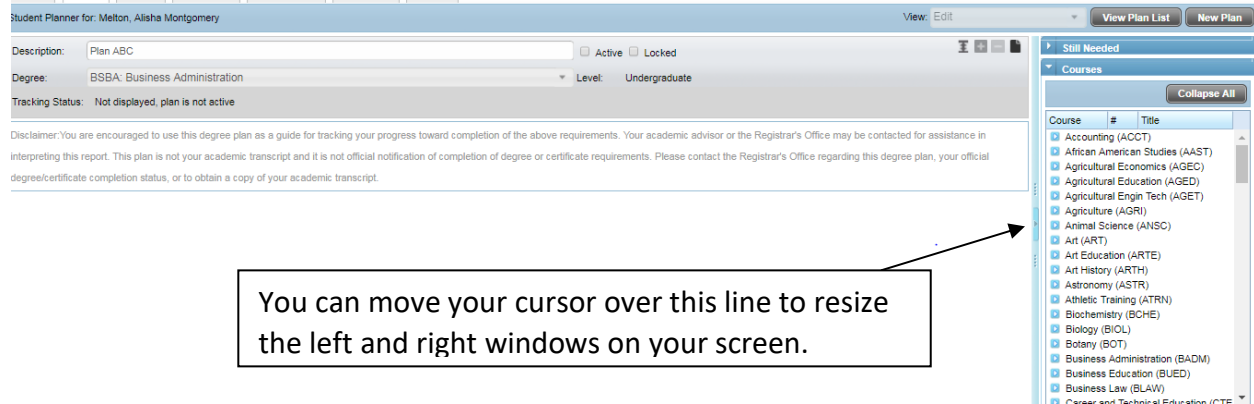 Student Planner for: Melton, Alisha Montgomery View: Edit View Plan List New Plan
Description: Plan ABC Active Locked
Degree: BSBA: Business Administration Level: Undergraduate
Tracking Status: Not displayed, plan is not active
Disclaimer:You are encouraged to use this degree plan as a guide for tracking your progress toward completion of the above requirements. Your academic advisor or the Registrar's Office may be contacted for assistance in
interpreting this report. This plan is not your academic transcript and it is not official notification of completion of degree or certificate requirements. Please contact the Registrar's Office regarding this degree plan, your official
degree/certificate completion status, or to obtain a copy of your academic transcript.
You can move your cursor over this line to resize
the left and right windows on your screen.
Still Needed
Courses
Collapse All
Course # Title
Accounting (ACCT)
African American Studies (AAST)
Agricultural Economics (AGEC)
Agricultural Education (AGED)
Agricultural Engin Tech (AGET)
Agriculture (AGRI)
Animal Science (ANSC)
Art (ART)
Art Education (ARTE)
Art History (ARTH)
Astronomy (ASTR)
Athletic Training (ATRN)
Biochemistry (BCHE)
Biology (BIOL)
Botany (BOT)
Business Administration (BADM)
Business Education (BUED)
Business Law (BLAW)
Career and Technical Education (CTE